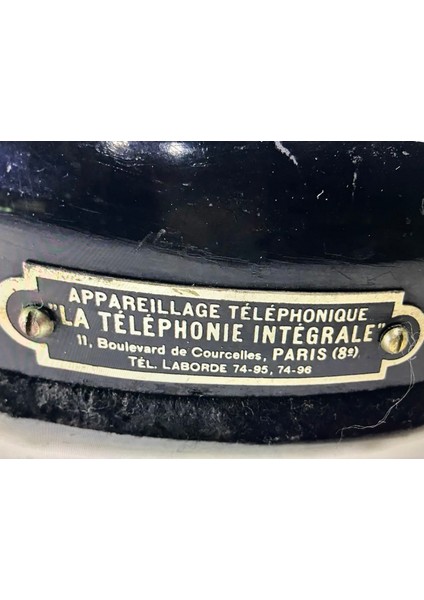 APPAREILLAGE TÉLÉPHONIQUE
"LA TÉLÉPHONIE INTÉGRALE"
11, Boulevard de Courcelles, PARIS (8e)
TÉL. LABORDE 74-95, 74-96